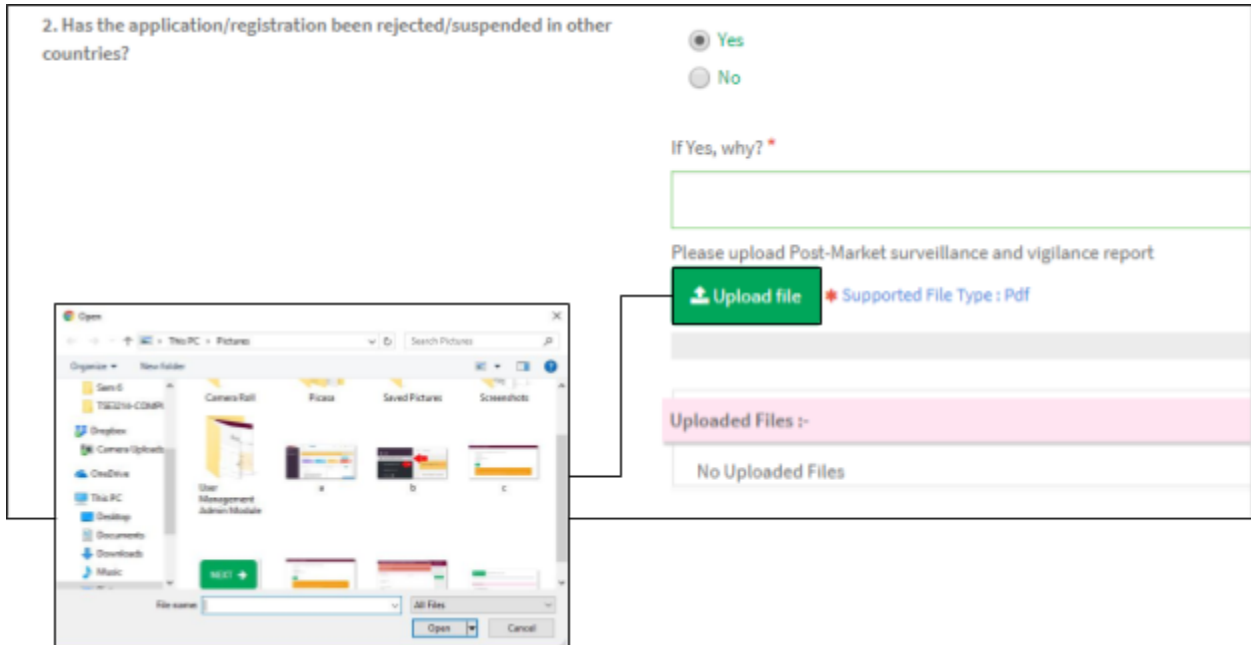 2. Has the application/registration been rejected/suspended in other
countries?
Yes
No
If Yes, why? *
Please upload Post-Market surveillance and vigilance report
Upload file * Supported File Type : Pdf
Uploaded Files :-
No Uploaded Files
Open
This PC > Pictures
Search Pictures
Organize New folder
Sem 6
Dropbox
Camera Uploads
OneDrive
This PC
Desktop
Documents
Downloads
Music
Camera Roll Picasa Saved Pictures Screenshots
User
Management
Admin Module
a b c
NEXT
File name:
All Files
Open Cancel